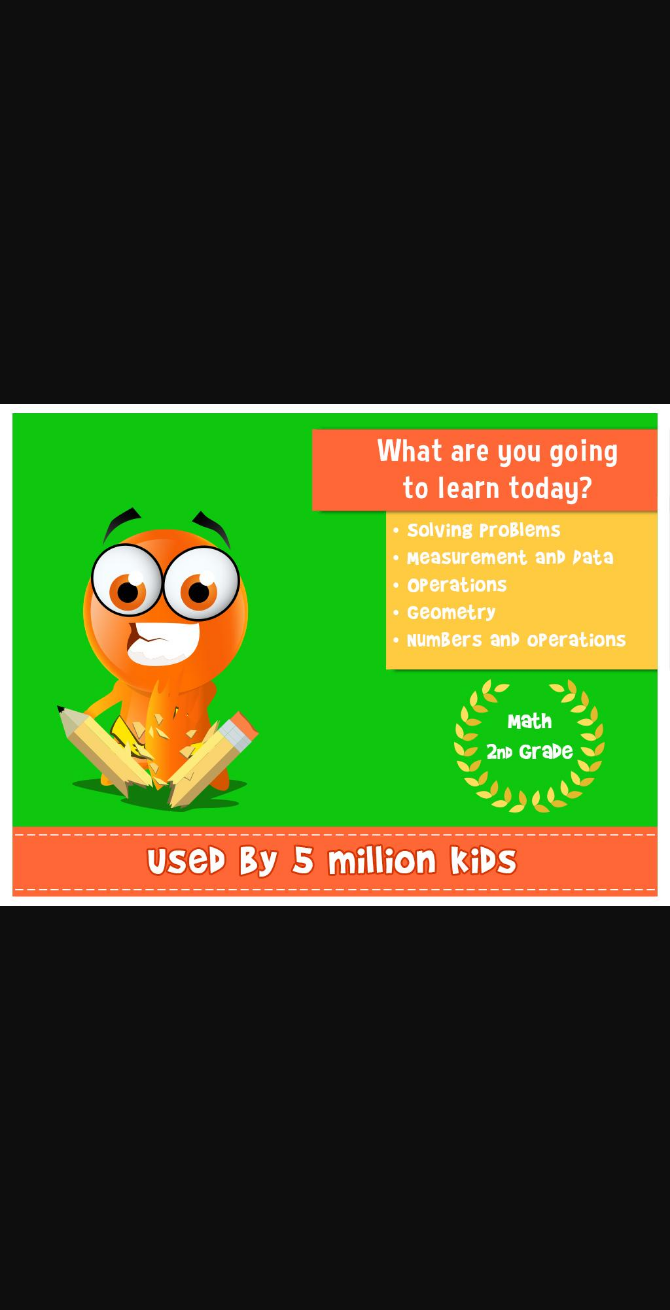 What are you going
to learn today?
• Solving Problems
• Measurement and Data
• Operations
• Geometry
• Numbers and operations
Math
2nd Grade
Used By 5 million kids